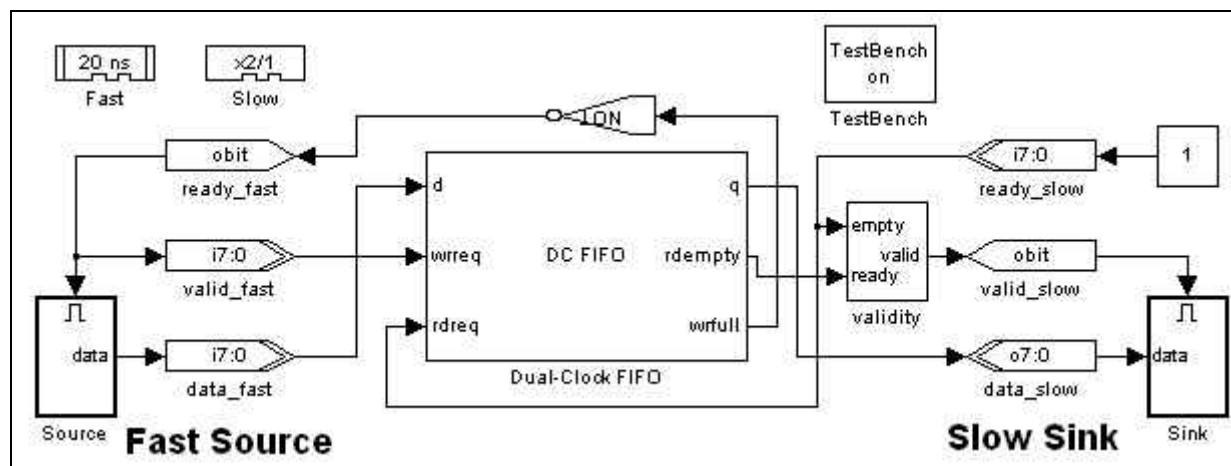 20 ns
Fast
x2/1
Slow
TestBench
on
TestBench
obit
ready_fast
i7:0
ready_slow
1
d
q
wrreq
DC FIFO
rdempty
rdreq
wrfull
Dual-Clock FIFO
i7:0
valid_fast
empty
valid
ready
validity
obit
valid_slow
data
Source
i7:0
data_fast
o7:0
data_slow
data
Sink
Fast Source
Slow Sink